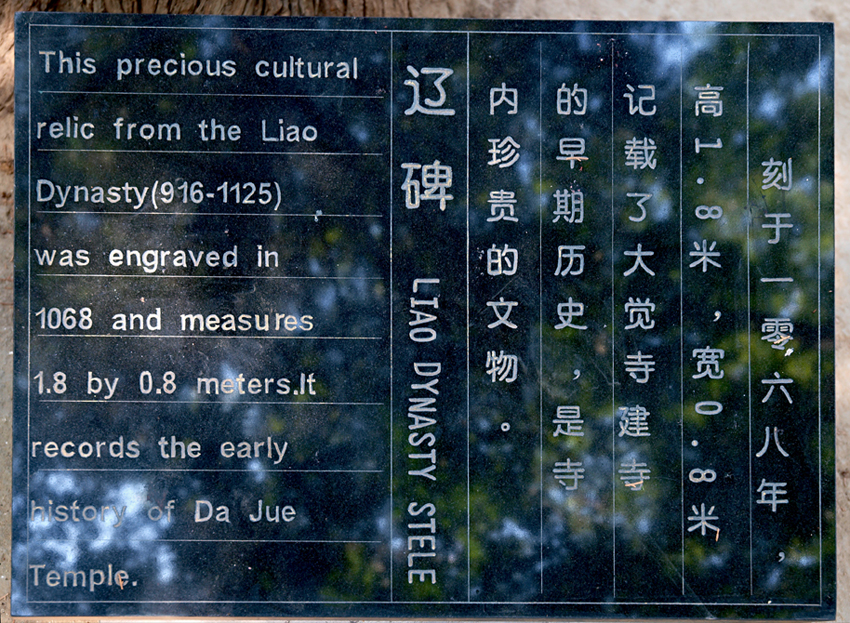 This precious cultural
relic from the Liao
Dynasty(916-1125)
was engraved in
1068 and measures
1.8 by 0.8 meters.It
records the early
history of Da Jue
Temple.
辽碑 LIAO DYNASTY STELE
刻于一零六八年，
高1.8米，宽0.8米
记载了大觉寺建寺
的早期历史，是寺
内珍贵的文物。